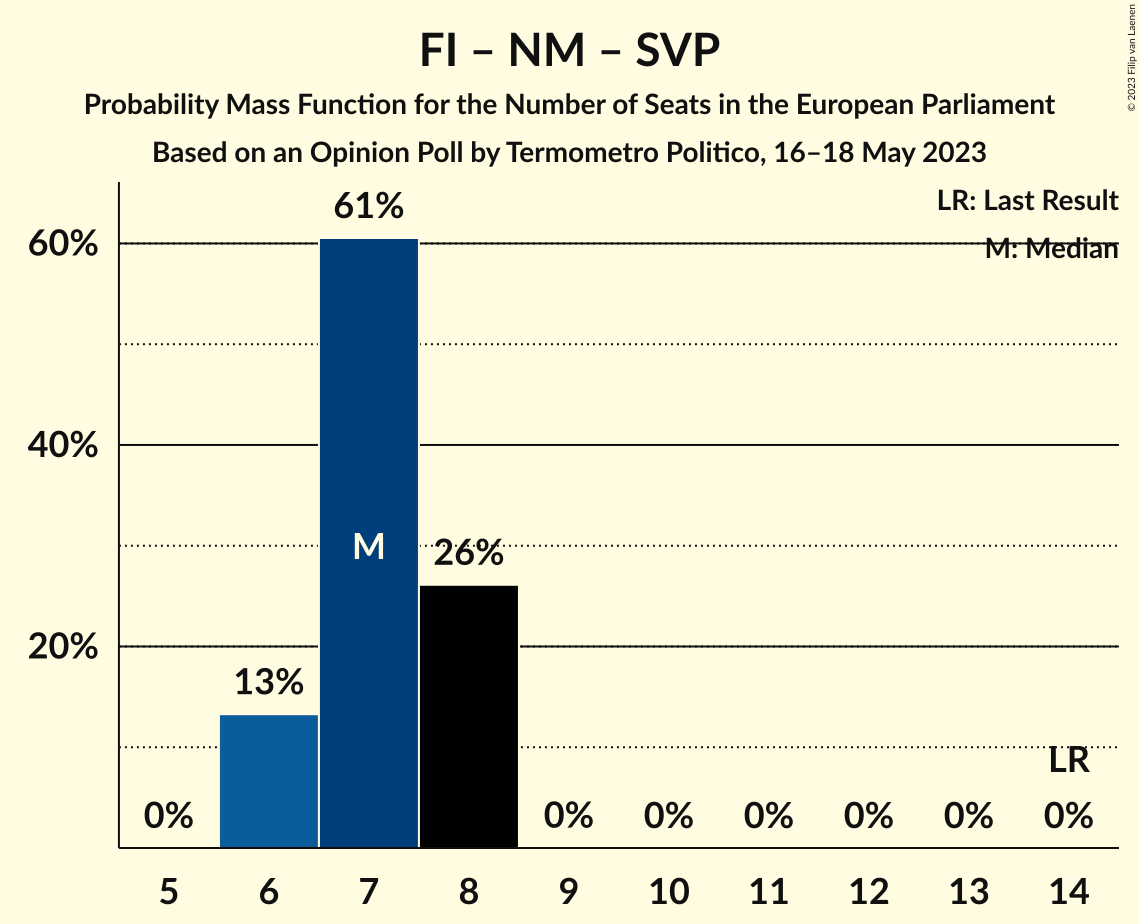 FI – NM – SVP
Probability Mass Function for the Number of Seats in the European Parliament
Based on an Opinion Poll by Termometro Politico, 16–18 May 2023
© 2023 Filip van Laenen
LR: Last Result
M: Median
60%
40%
20%
0%
13%
61%
M
26%
0%
0%
0%
0%
0%
LR
0%
5 6 7 8 9 10 11 12 13 14